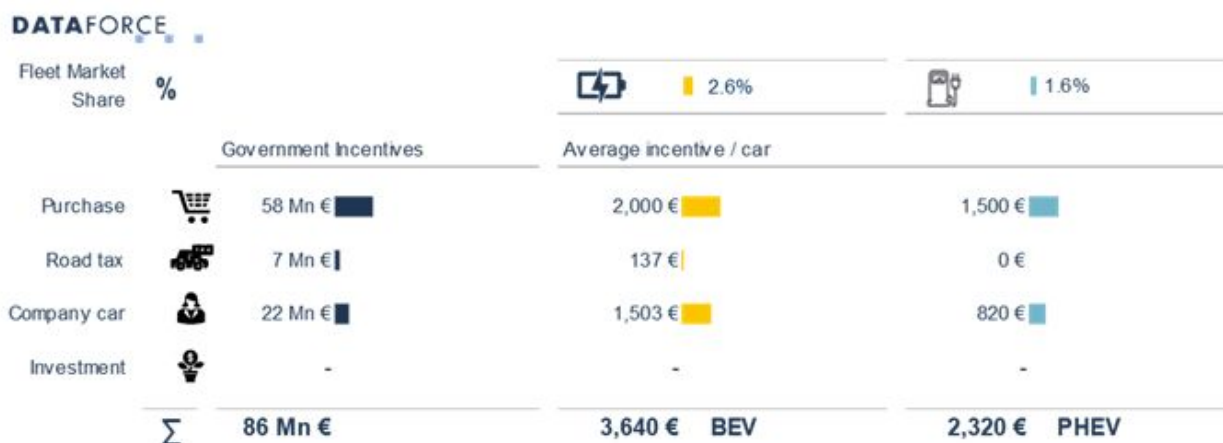 DATAFORCE
Fleet Market Share % 2.6% 1.6%
Government Incentives Average incentive / car
Purchase 58 Mn € 2,000 € 1,500 €
Road tax 7 Mn € 137 € 0 €
Company car 22 Mn € 1,503 € 820 €
Investment - - -
Σ 86 Mn € 3,640 € BEV 2,320 € PHEV